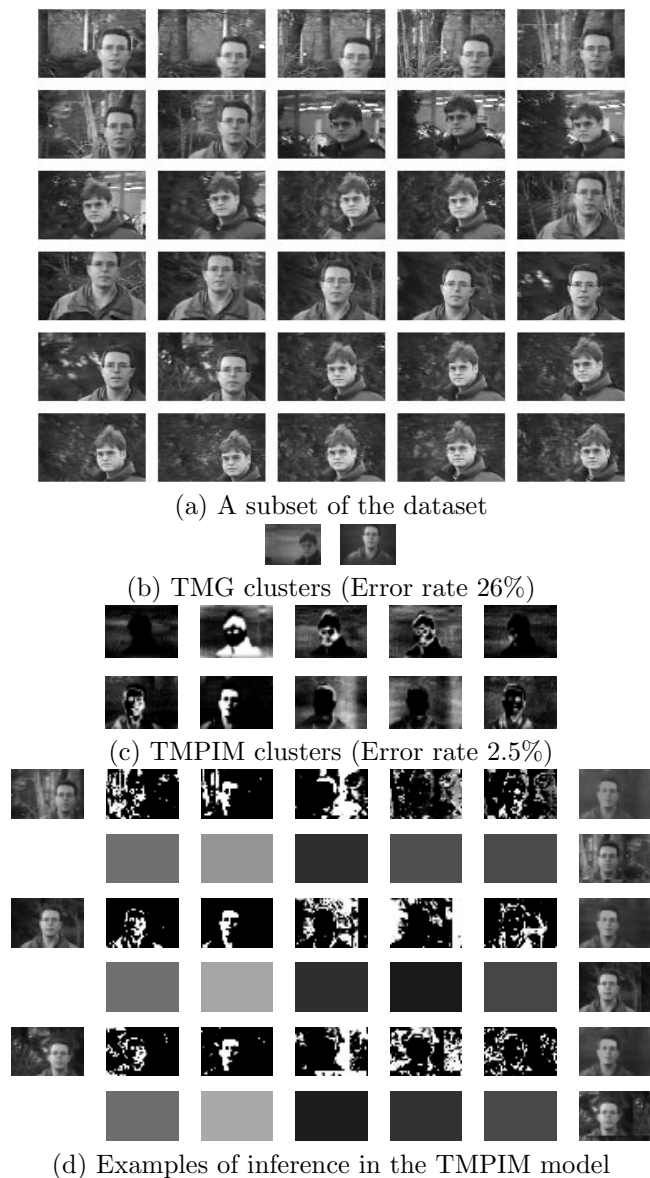 (a) A subset of the dataset
(b) TMG clusters (Error rate 26%)
(c) TMPIM clusters (Error rate 2.5%)
(d) Examples of inference in the TMPIM model